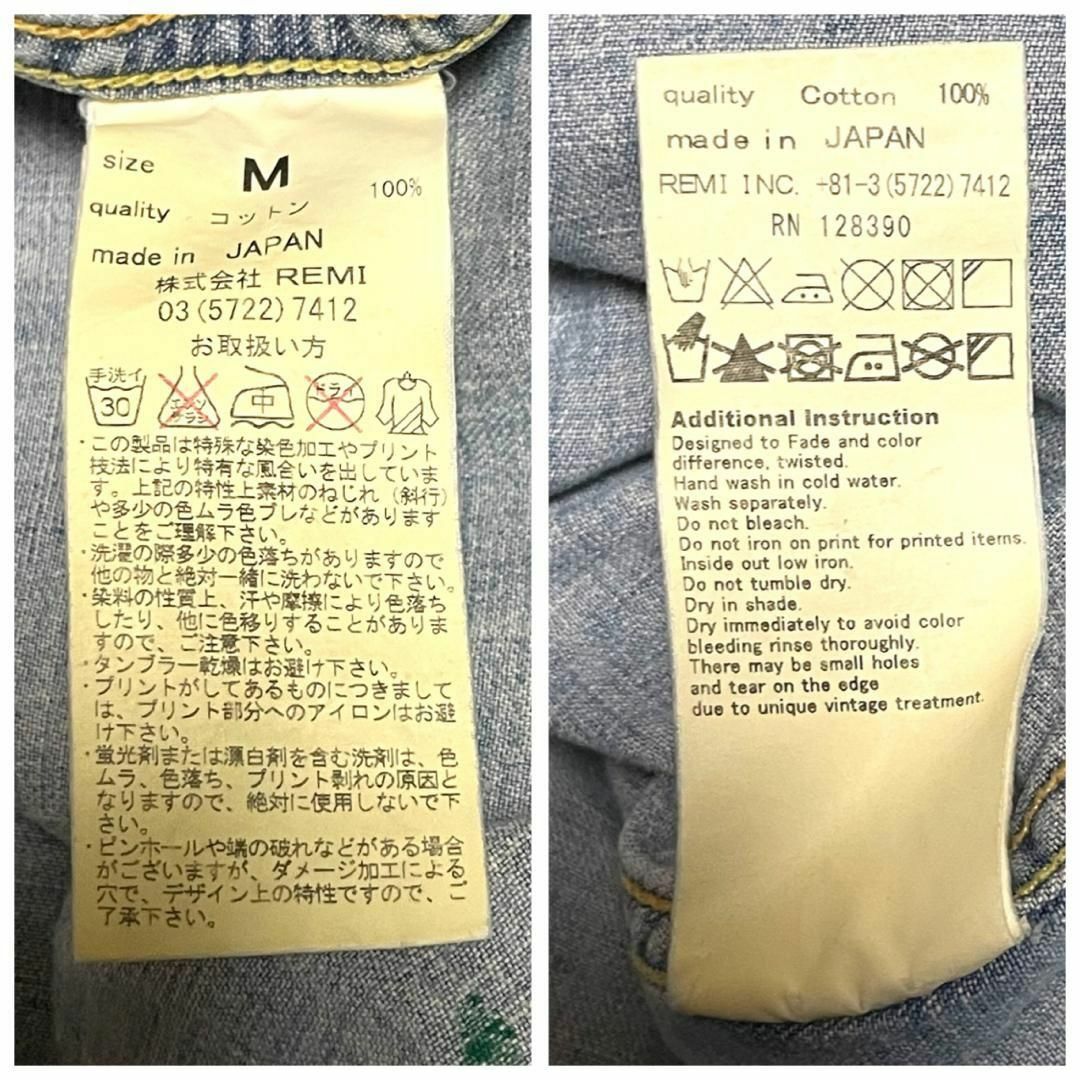 size M
quality コットン 100%
made in JAPAN
株式会社 REMI
03(5722)7412
お取扱い方
手洗イ
30
エンソ
サラシ
中
ドライ
・この製品は特殊な染色加工やプリント
技法により特有な風合いを出していま
す。上記の特性上素材のねじれ（斜行）
や多少の色ムラ色ブレなどがあります
ことをご理解下さい。
・洗濯の際多少の色落ちがありますので
他の物と絶対一緒に洗わないで下さい。
・染料の性質上、汗や摩擦により色落ち
したり、他に色移りすることがありま
すので、ご注意下さい。
・タンブラー乾燥はお避け下さい。
・プリントがしてあるものにつきまして
は、プリント部分へのアイロンはお避
け下さい。
・蛍光剤または漂白剤を含む洗剤は、色
ムラ、色落ち、プリント剥れの原因と
なりますので、絶対に使用しないで下
さい。
・ピンホールや端の破れなどがある場合
がございますが、ダメージ加工による
穴で、デザイン上の特性ですので、ご
了承下さい。
quality Cotton 100%
made in JAPAN
REMI INC. +81-3(5722)7412
RN 128390
Additional Instruction
Designed to Fade and color
difference, twisted.
Hand wash in cold water.
Wash separately.
Do not bleach.
Do not iron on print for printed items.
Inside out low iron.
Do not tumble dry.
Dry in shade.
Dry immediately to avoid color
bleeding rinse thoroughly.
There may be small holes
and tear on the edge
due to unique vintage treatment.